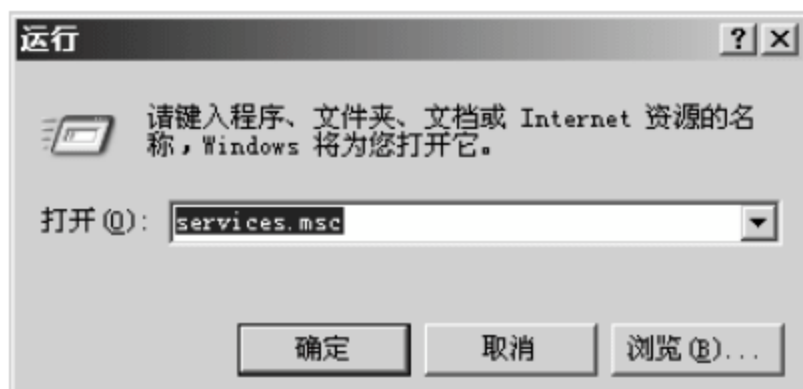 运行
请键入程序、文件夹、文档或 Internet 资源的名
称，Windows 将为您打开它。
打开(O): services.msc
确定 取消 浏览(B)...